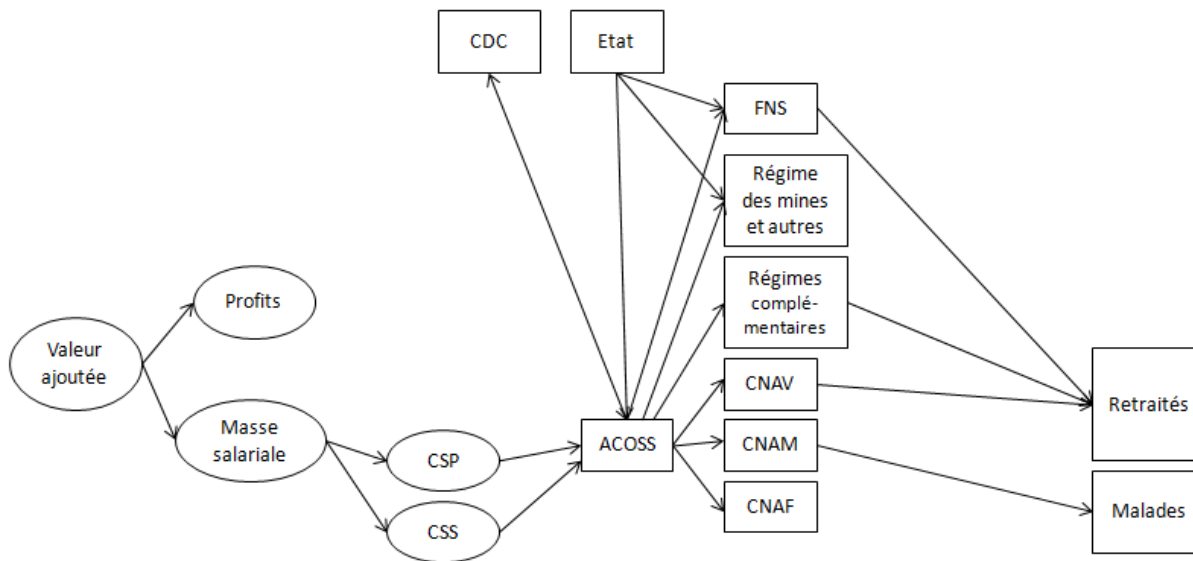 CDC
Etat
FNS
Régime
des mines
et autres
Régimes
complé-
mentaires
Profits
Valeur
ajoutée
Masse
salariale
CSP
CSS
ACOSS
CNAV
CNAM
CNAF
Retraités
Malades